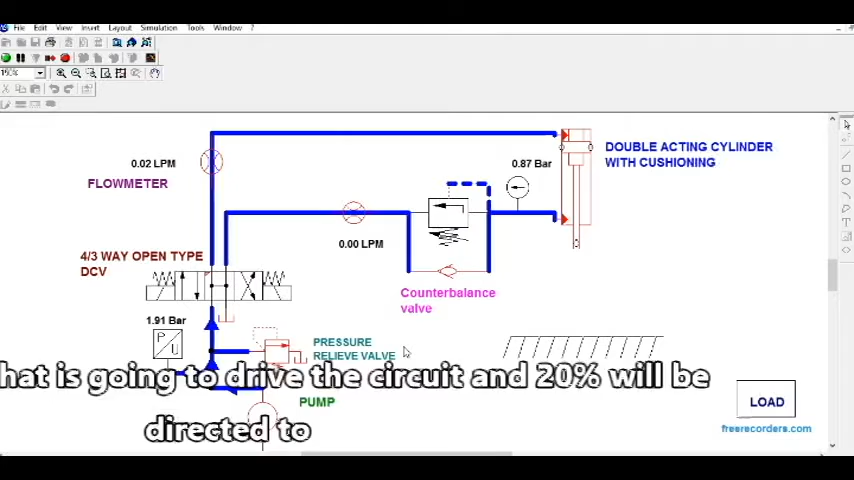 File Edit View Insert Layout Simulation Tools Window ?
150%
0.02 LPM
FLOWMETER
0.87 Bar
DOUBLE ACTING CYLINDER
WITH CUSHIONING
0.00 LPM
4/3 WAY OPEN TYPE
DCV
Counterbalance
valve
1.91 Bar
P
U
PRESSURE
RELIEVE VALVE
hat is going to drive the circuit and 20% will be
directed to
PUMP
LOAD
freerecorders.com